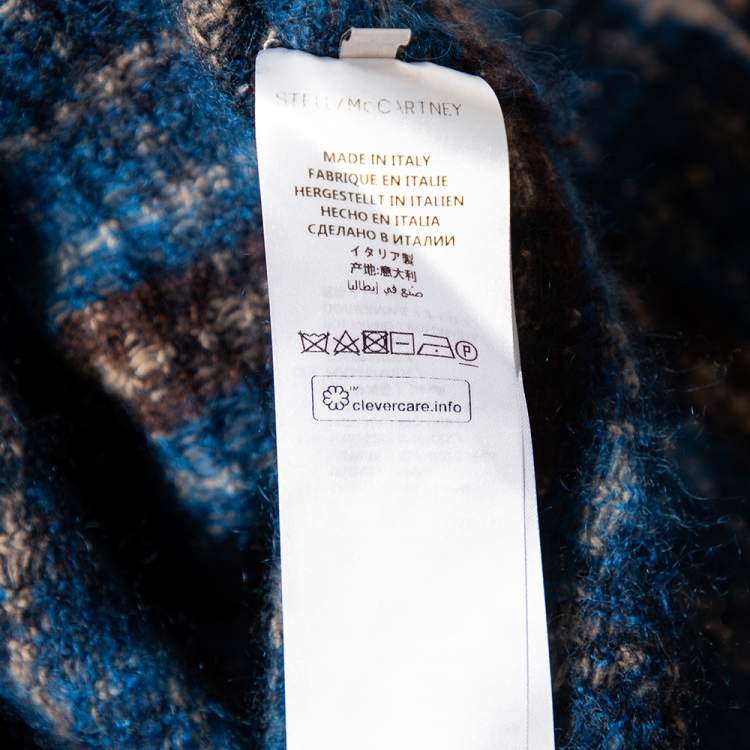 STELLA McCARTNEY
MADE IN ITALY
FABRIQUE EN ITALIE
HERGESTELLT IN ITALIEN
HECHO EN ITALIA
СДЕЛАНО В ИТАЛИИ
イタリア製
产地:意大利
صنع في إيطاليا
P
TM
clevercare.info